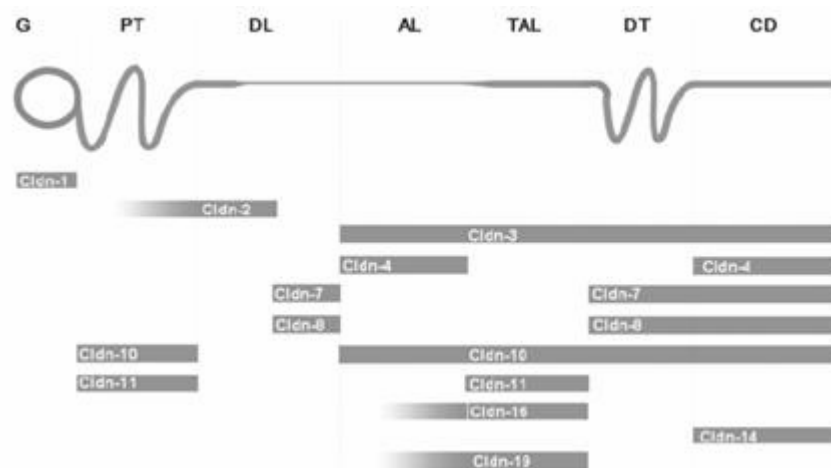 G PT DL AL TAL DT CD
Cldn-1
Cldn-2
Cldn-3
Cldn-4 Cldn-4
Cldn-7 Cldn-7
Cldn-8 Cldn-8
Cldn-10 Cldn-10
Cldn-11 Cldn-11
Cldn-16
Cldn-14
Cldn-19